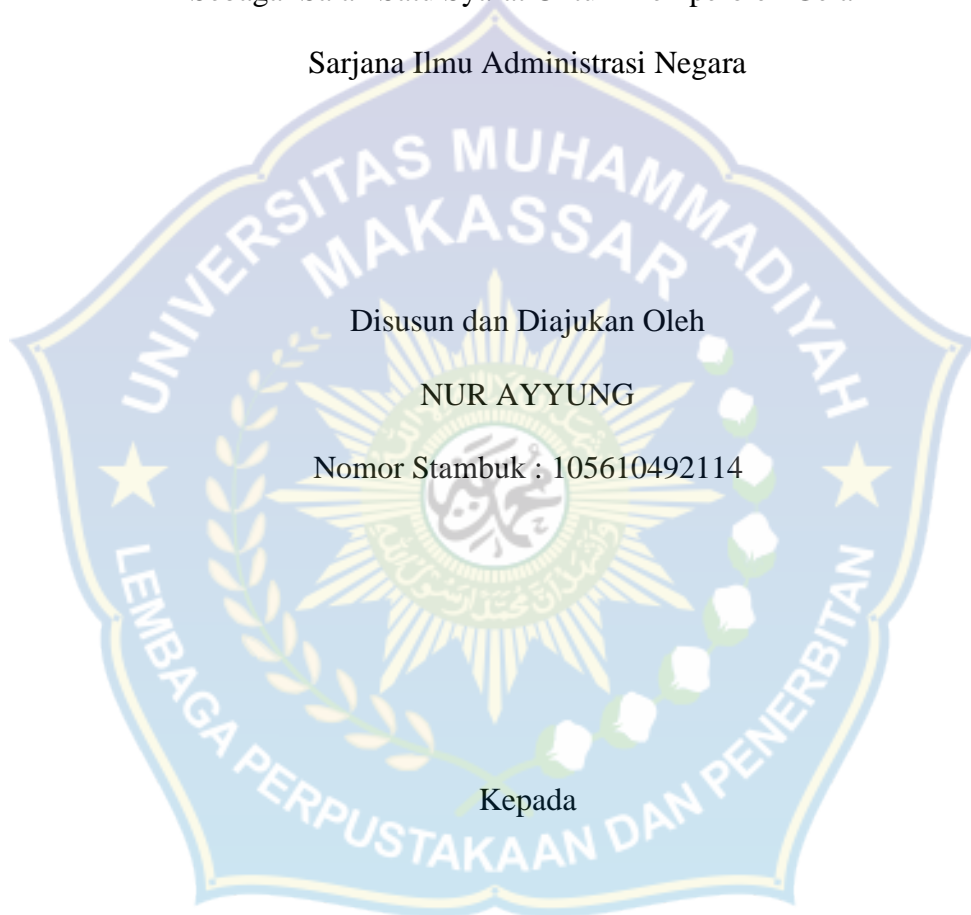 Sarjana Ilmu Administrasi Negara
UNIVERSITAS MUHAMMADIYAH
MAKASSAR
Disusun dan Diajukan Oleh
NUR AYYUNG
Nomor Stambuk : 105610492114
Kepada
LEMBAGA PERPUSTAKAAN DAN PENERBITAN